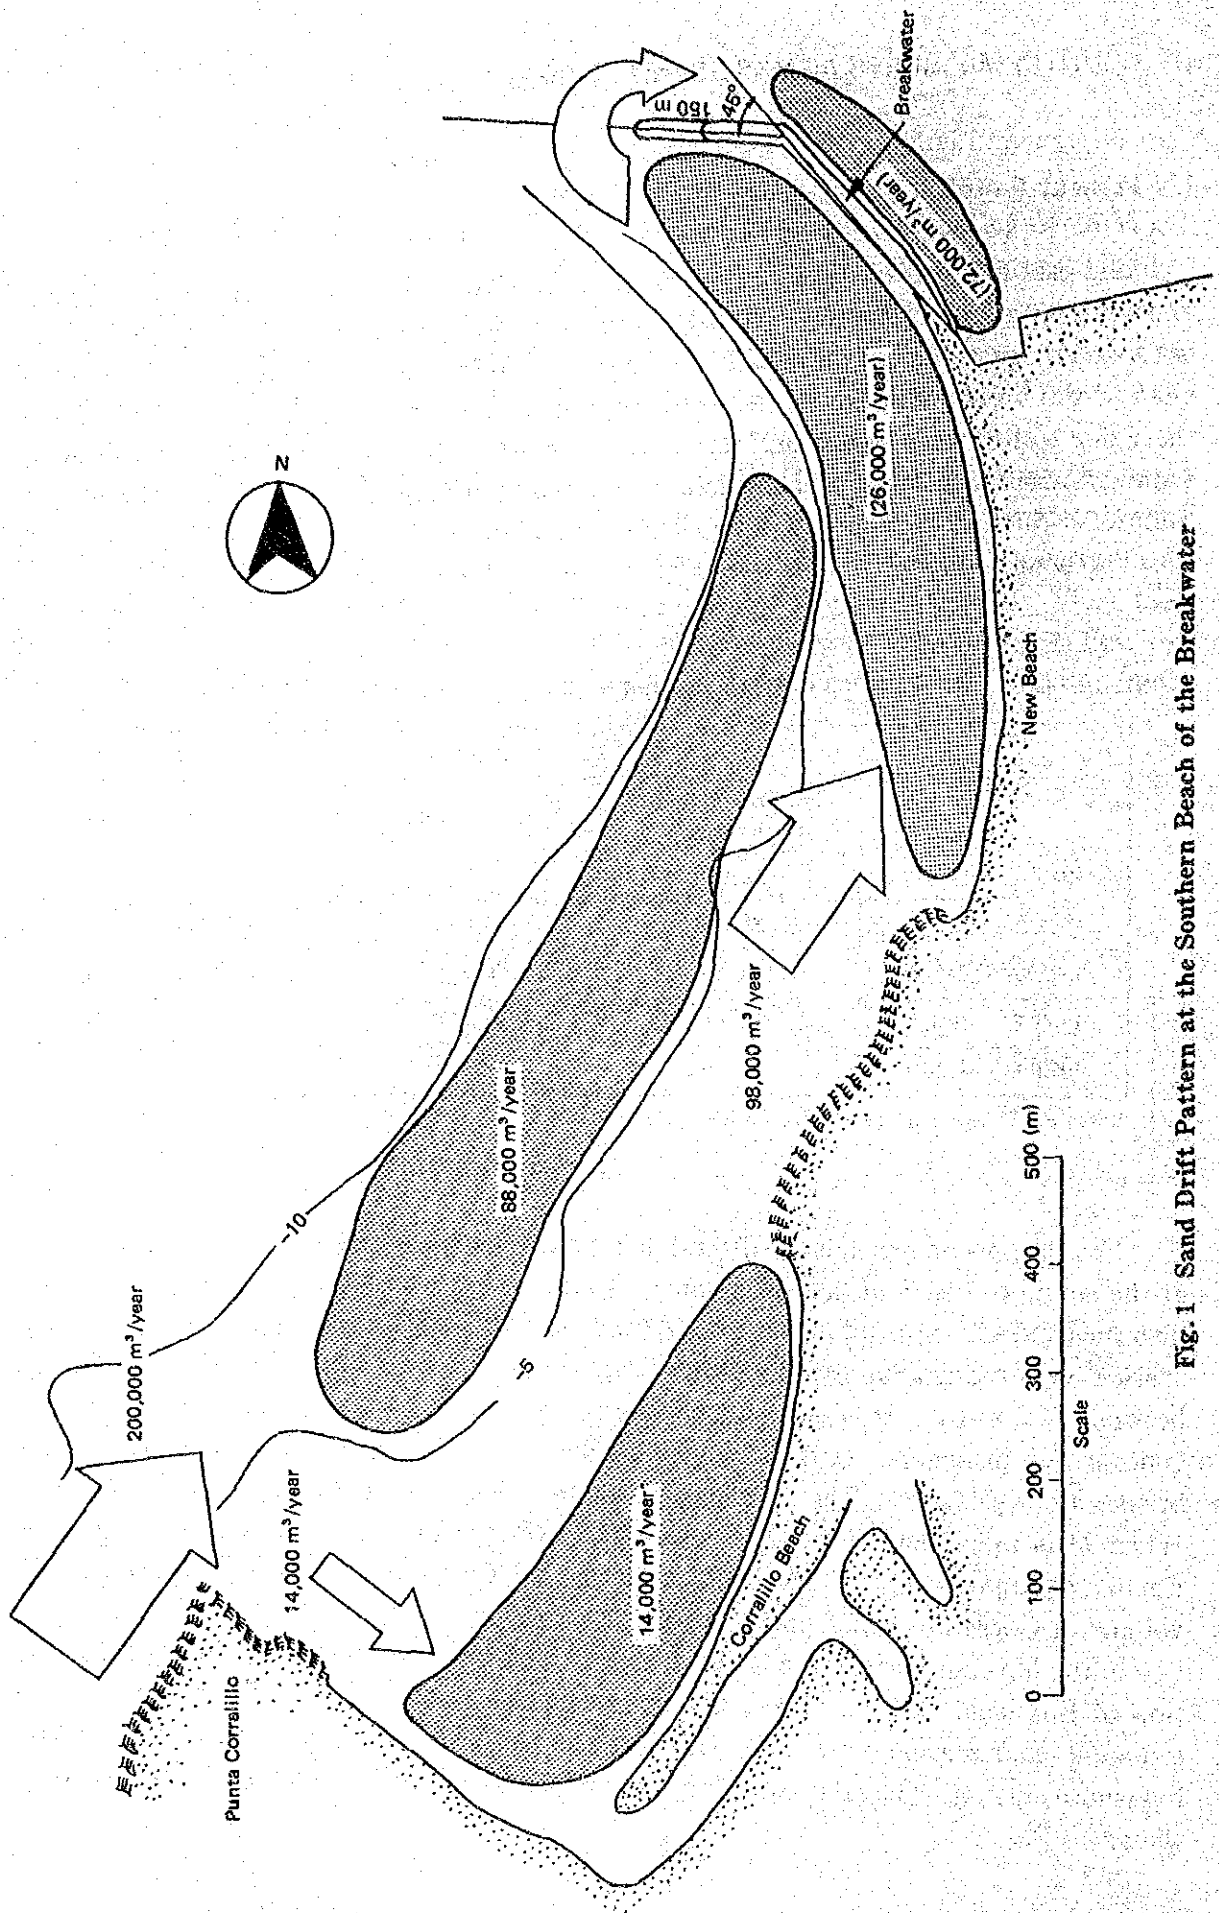 200,000 m³/year
-10
-5
14,000 m³/year
Punta Corralillo
88,000 m³/year
14,000 m³/year
Corralillo Beach
98,000 m³/year
N
(26,000 m³/year)
New Beach
150 m
45°
(72,000 m³/year)
Breakwater
0 100 200 300 400 500 (m)
Scale
Fig. 1 Sand Drift Pattern at the Southern Beach of the Breakwater